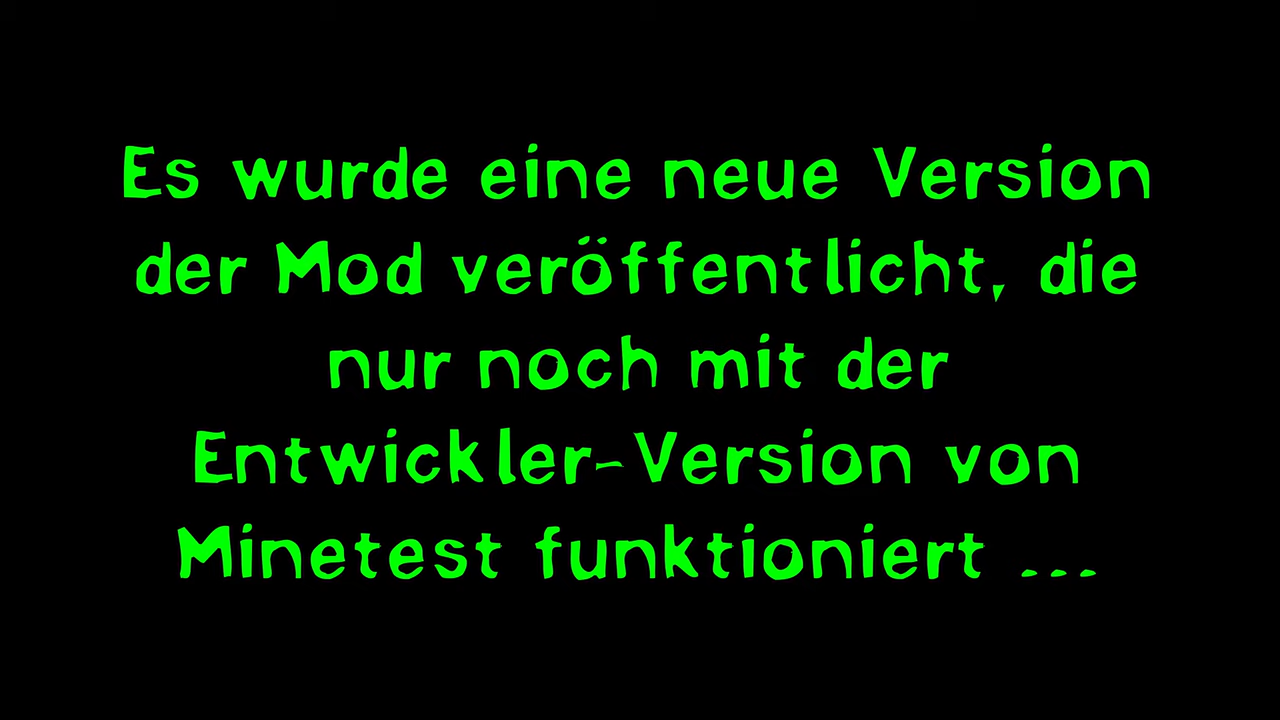 Es wurde eine neue Version
der Mod veröffentlicht, die
nur noch mit der
Entwickler-Version von
Minetest funktioniert ...